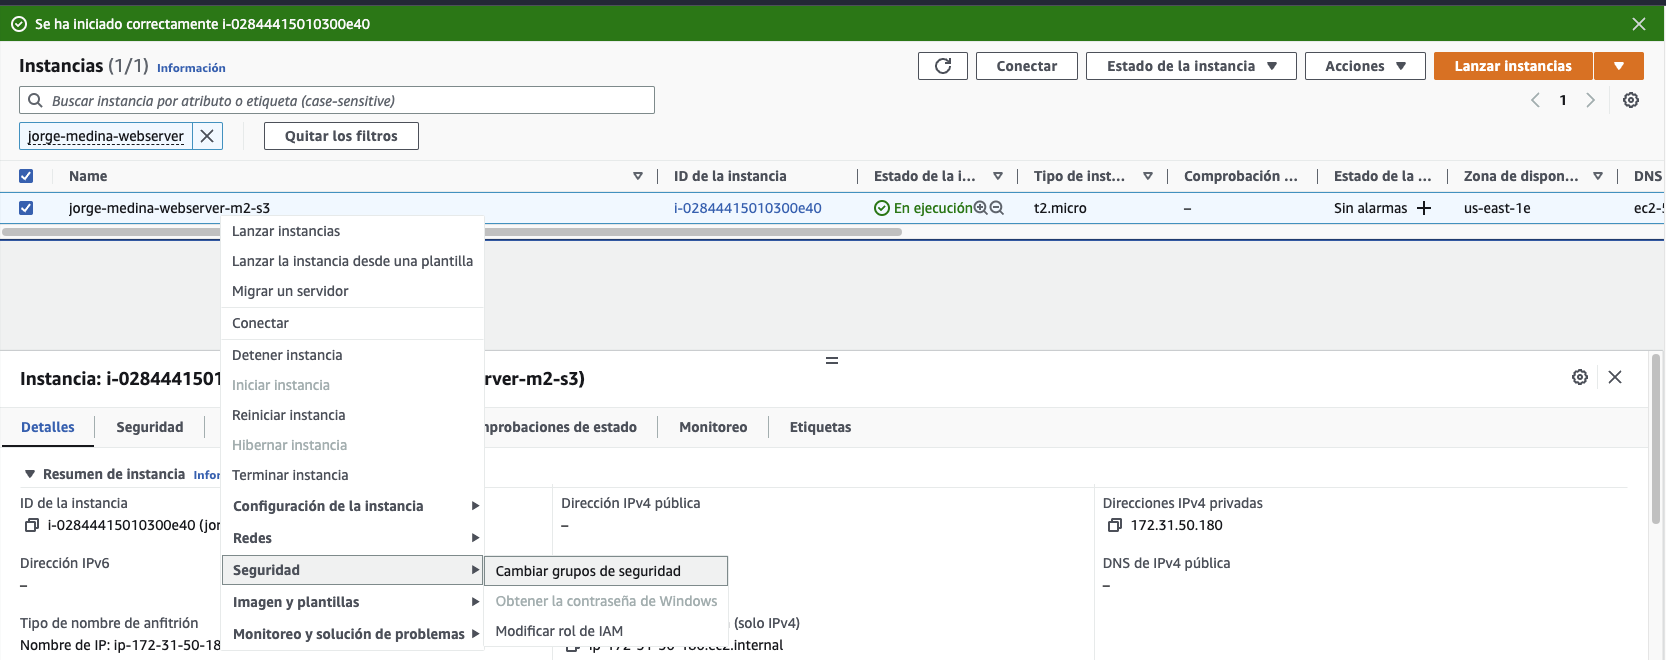 Se ha iniciado correctamente i-02844415010300e40
Instancias (1/1) Información
Conectar
Estado de la instancia
Acciones
Lanzar instancias
Buscar instancia por atributo o etiqueta (case-sensitive)
1
jorge-medina-webserver
Quitar los filtros
Name
ID de la instancia
Estado de la i...
Tipo de inst...
Comprobación ...
Estado de la ...
Zona de dispon...
DNS
jorge-medina-webserver-m2-s3
i-02844415010300e40
En ejecución
t2.micro
–
Sin alarmas
us-east-1e
ec2-5
Lanzar instancias
Lanzar la instancia desde una plantilla
Migrar un servidor
Conectar
Detener instancia
Iniciar instancia
Reiniciar instancia
Hibernar instancia
Terminar instancia
Configuración de la instancia
Redes
Seguridad
Imagen y plantillas
Monitoreo y solución de problemas
Cambiar grupos de seguridad
Obtener la contraseña de Windows
Modificar rol de IAM
Instancia: i-0284441501 rver-m2-s3)
Detalles
Seguridad
nprobaciones de estado
Monitoreo
Etiquetas
Resumen de instancia Infor
ID de la instancia
i-02844415010300e40 (jor
Dirección IPv4 pública
–
Direcciones IPv4 privadas
172.31.50.180
Dirección IPv6
–
DNS de IPv4 pública
–
Tipo de nombre de anfitrión
Nombre de IP: ip-172-31-50-18
(solo IPv4)
ip-172-31-50-180.ec2.internal